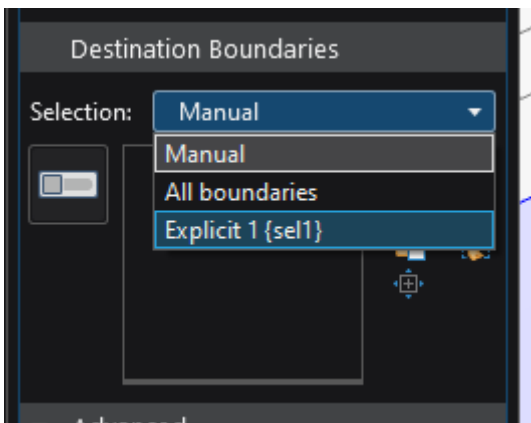 Destination Boundaries
Selection: Manual
Manual
All boundaries
Explicit 1 {sel1}